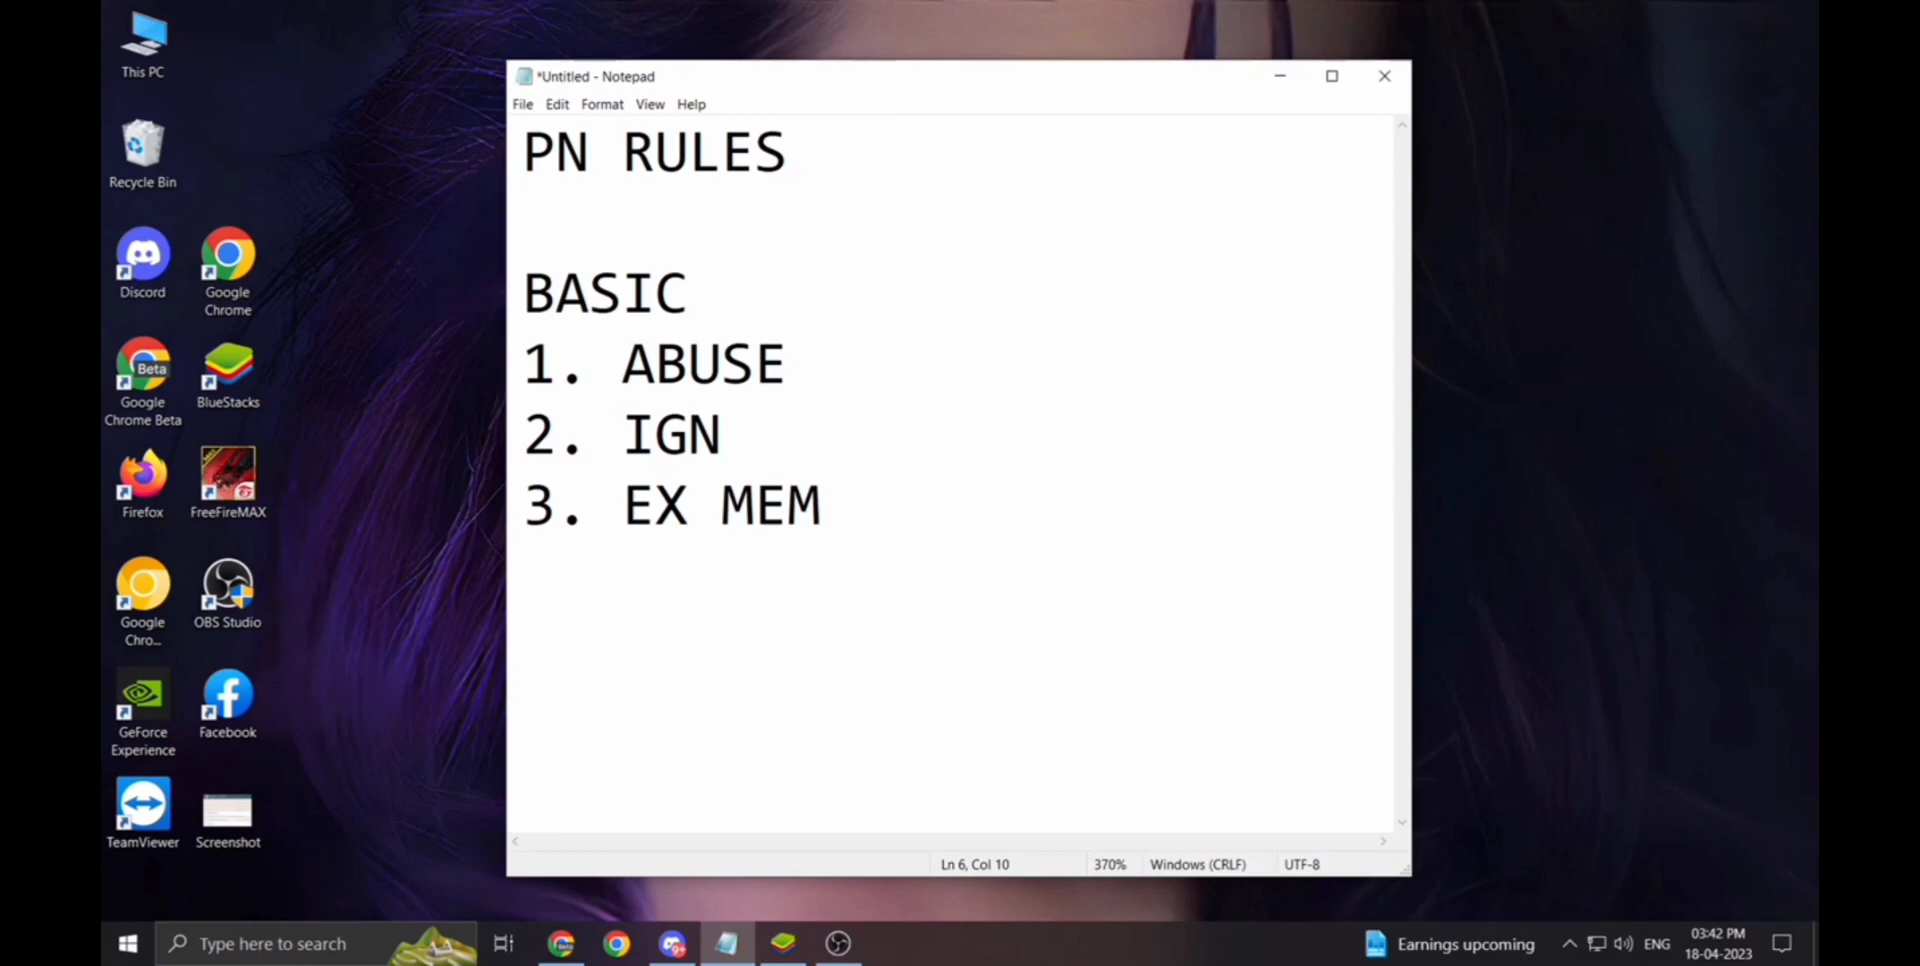 This PC
Recycle Bin
Discord
Google
Chrome
Beta
Google
Chrome Beta
BlueStacks
Firefox
FreeFireMAX
Google
Chro...
OBS Studio
GeForce
Experience
Facebook
TeamViewer
Screenshot
*Untitled - Notepad
File Edit Format View Help
PN RULES
BASIC
1. ABUSE
2. IGN
3. EX MEM
Ln 6, Col 10 370% Windows (CRLF) UTF-8
Type here to search
Beta
9+
Earnings upcoming
ENG
03:42 PM
18-04-2023